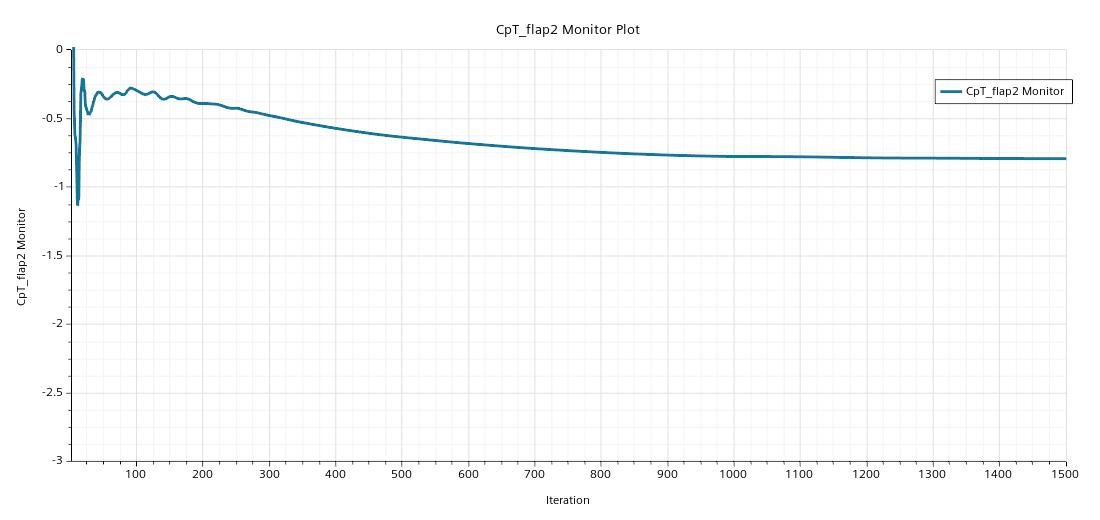 CpT_flap2 Monitor Plot
CpT_flap2 Monitor
0
-0.5
-1
-1.5
-2
-2.5
-3
CpT_flap2 Monitor
100 200 300 400 500 600 700 800 900 1000 1100 1200 1300 1400 1500
Iteration